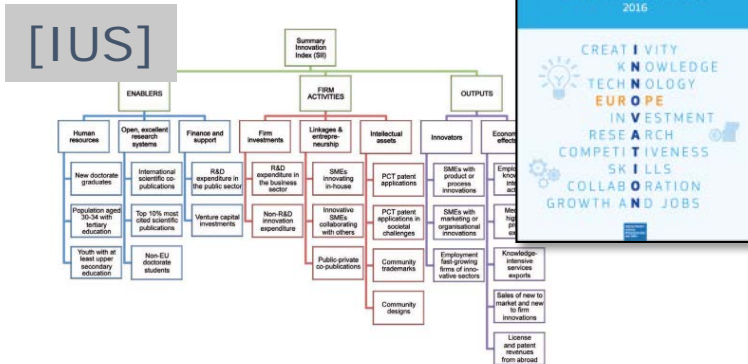 [IUS]
2016
CREATIVITY
KNOWLEDGE
TECHNOLOGY
EUROPE
INVESTMENT
RESEARCH
COMPETITIVENESS
SKILLS
COLLABORATION
GROWTH AND JOBS
Summary
Innovation
Index (SII)
ENABLERS
FIRM
ACTIVITIES
OUTPUTS
Human
resources
Open, excellent
research
systems
Finance and
support
Firm
investments
Linkages &
entrepre-
neurship
Intellectual
assets
Innovators
effects
New doctorate
graduates
Population aged
30-34 with
tertiary
education
Youth with at
least upper
secondary
education
International
scientific co-
publications
Top 10% most
cited scientific
publications
Non-EU
doctorate
students
R&D
expenditure in
the public sector
Venture capital
investments
R&D
expenditure in
the business
sector
Non-R&D
innovation
expenditure
SMEs
innovating
in-house
Innovative
SMEs
collaborating
with others
Public-private
co-publications
PCT patent
applications
PCT patent
applications in
societal
challenges
Community
trademarks
Community
designs
SMEs with
product or
process
innovations
SMEs with
marketing or
organisational
innovations
Employment
fast-growing
firms of inno-
vative sectors
Knowledge-
intensive
services
exports
Sales of new to
market and new
to firm
innovations
License
and patent
revenues
from abroad